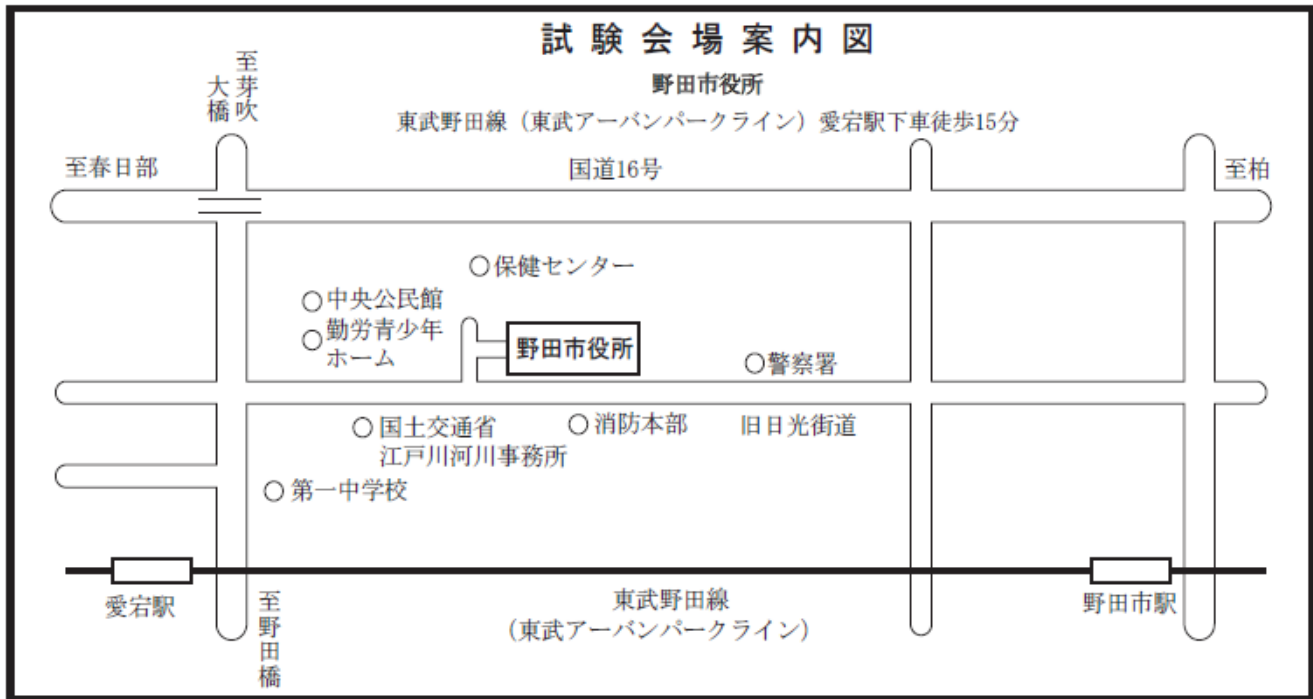 試験会場案内図
野田市役所
東武野田線（東武アーバンパークライン）愛宕駅下車徒歩15分
至芽吹
大橋
至春日部
国道16号
至柏
保健センター
中央公民館
勤労青少年
ホーム
野田市役所
警察署
国土交通省
江戸川河川事務所
消防本部
旧日光街道
第一中学校
愛宕駅
至野田橋
東武野田線
（東武アーバンパークライン）
野田市駅